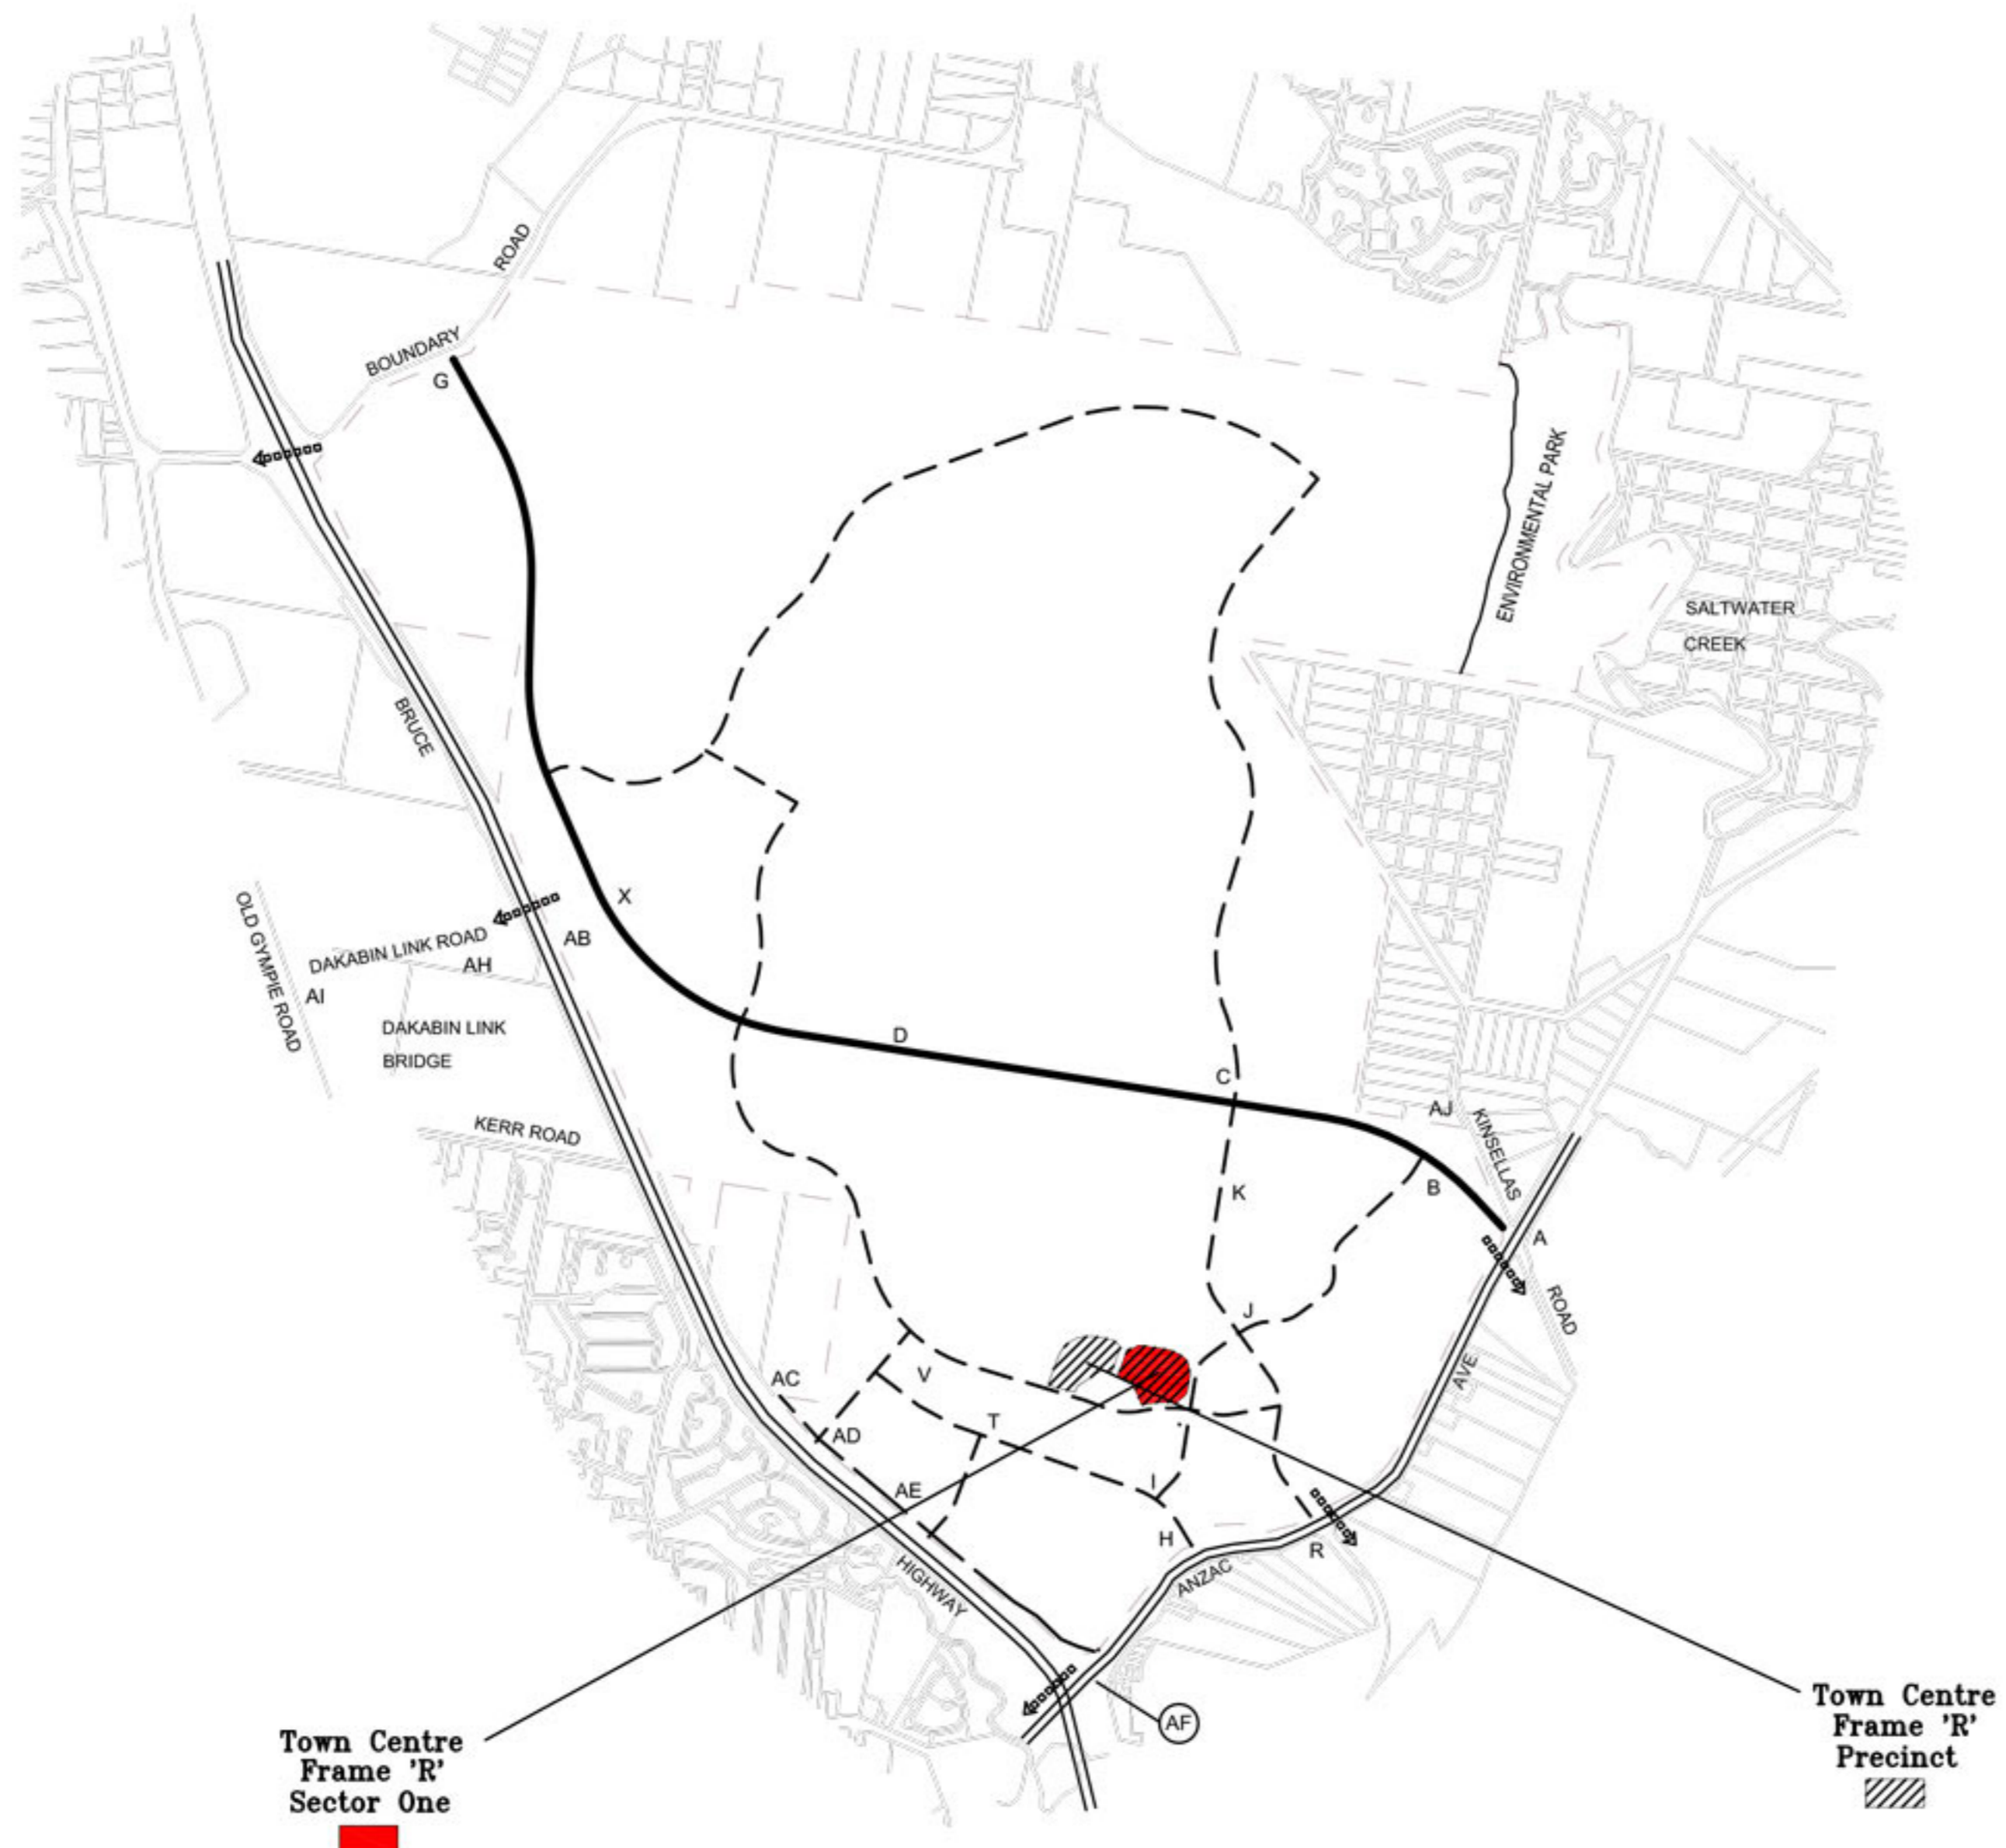 ROAD
BOUNDARY
G
ENVIRONMENTAL PARK
SALTWATER
CREEK
BRUCE
X
OLD GYMPIE ROAD
DAKABIN LINK ROAD
AB
AH
AI
DAKABIN LINK
BRIDGE
D
C
AJ
KINSELLAS
KERR ROAD
B
K
A
ROAD
J
AVE
AC
V
T
AD
I
AE
H
R
ANZAC
HIGHWAY
AF
Town Centre
Frame 'R'
Precinct
Town Centre
Frame 'R'
Sector One